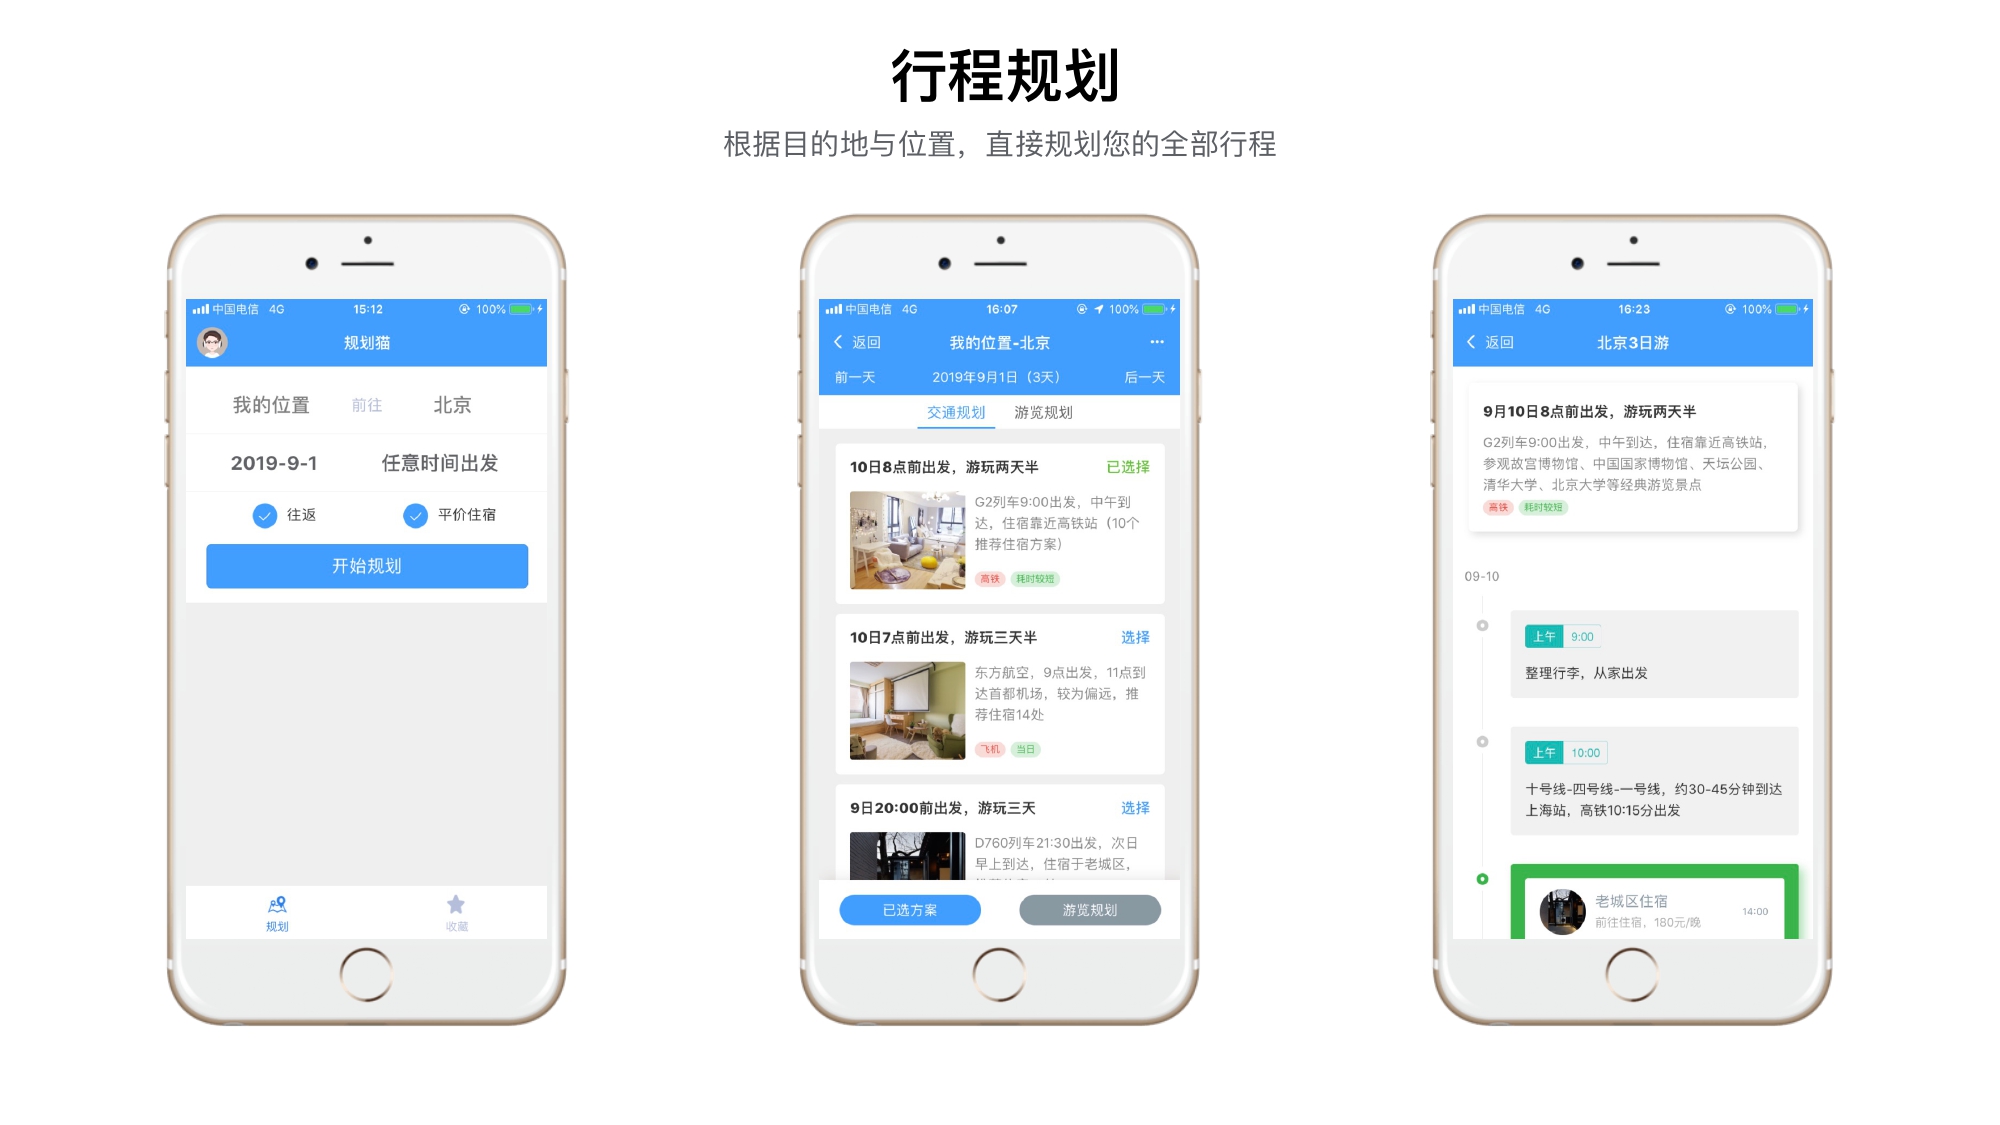 行程规划
根据目的地与位置，直接规划您的全部行程
中国电信 4G 15:12 100%
规划猫
我的位置 前往 北京
2019-9-1 任意时间出发
往返 平价住宿
开始规划
规划 收藏
中国电信 4G 16:07 100%
返回 我的位置-北京 ···
前一天 2019年9月1日（3天） 后一天
交通规划 游览规划
10日8点前出发，游玩两天半 已选择
G2列车9:00出发，中午到
达，住宿靠近高铁站（10个
推荐住宿方案）
高铁 耗时较短
10日7点前出发，游玩三天半 选择
东方航空，9点出发，11点到
达首都机场，较为偏远，推
荐住宿14处
飞机 当日
9日20:00前出发，游玩三天 选择
D760列车21:30出发，次日
早上到达，住宿于老城区，
已选方案 游览规划
中国电信 4G 16:23 100%
返回 北京3日游
9月10日8点前出发，游玩两天半
G2列车9:00出发，中午到达，住宿靠近高铁站，
参观故宫博物馆、中国国家博物馆、天坛公园、
清华大学、北京大学等经典游览景点
高铁 耗时较短
09-10
上午 9:00
整理行李，从家出发
上午 10:00
十号线-四号线-一号线，约30-45分钟到达
上海站，高铁10:15分出发
老城区住宿
前往住宿，180元/晚 14:00